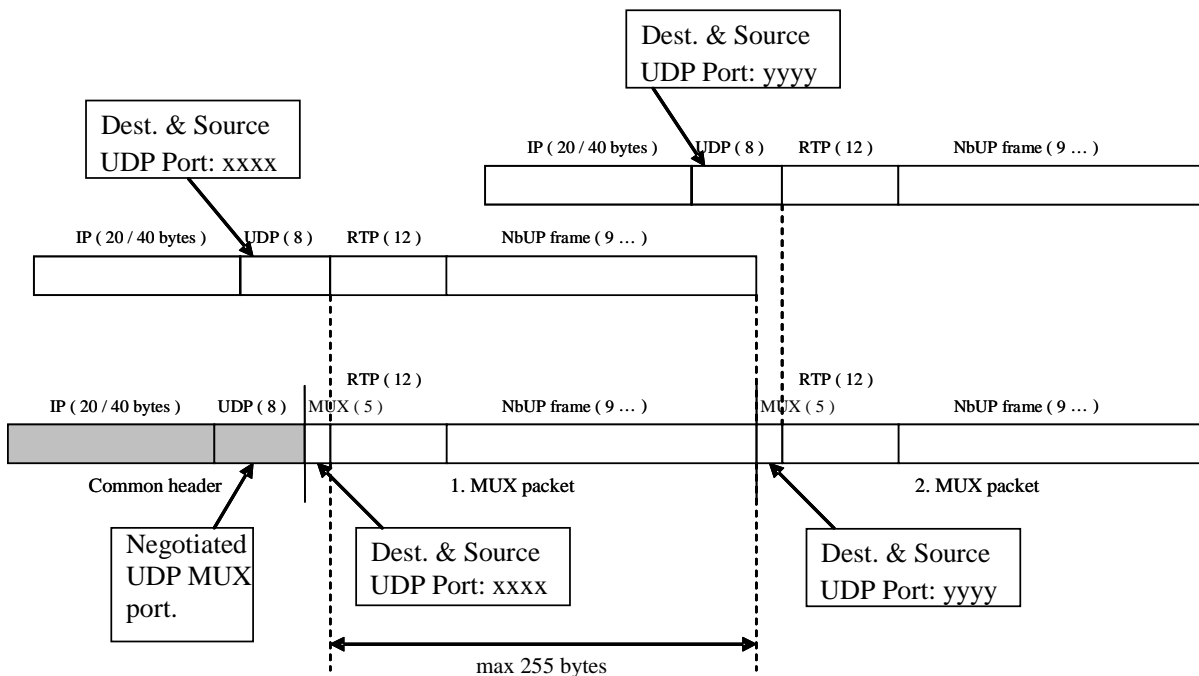 Dest. & Source
UDP Port: yyyy
Dest. & Source
UDP Port: xxxx
IP ( 20 / 40 bytes ) UDP ( 8 ) RTP ( 12 ) NbUP frame ( 9 ... )
IP ( 20 / 40 bytes ) UDP ( 8 ) RTP ( 12 ) NbUP frame ( 9 ... )
RTP ( 12 ) RTP ( 12 )
IP ( 20 / 40 bytes ) UDP ( 8 ) MUX ( 5 ) NbUP frame ( 9 ... ) MUX ( 5 ) NbUP frame ( 9 ... )
Common header 1. MUX packet 2. MUX packet
Negotiated
UDP MUX
port.
Dest. & Source
UDP Port: xxxx
Dest. & Source
UDP Port: yyyy
max 255 bytes